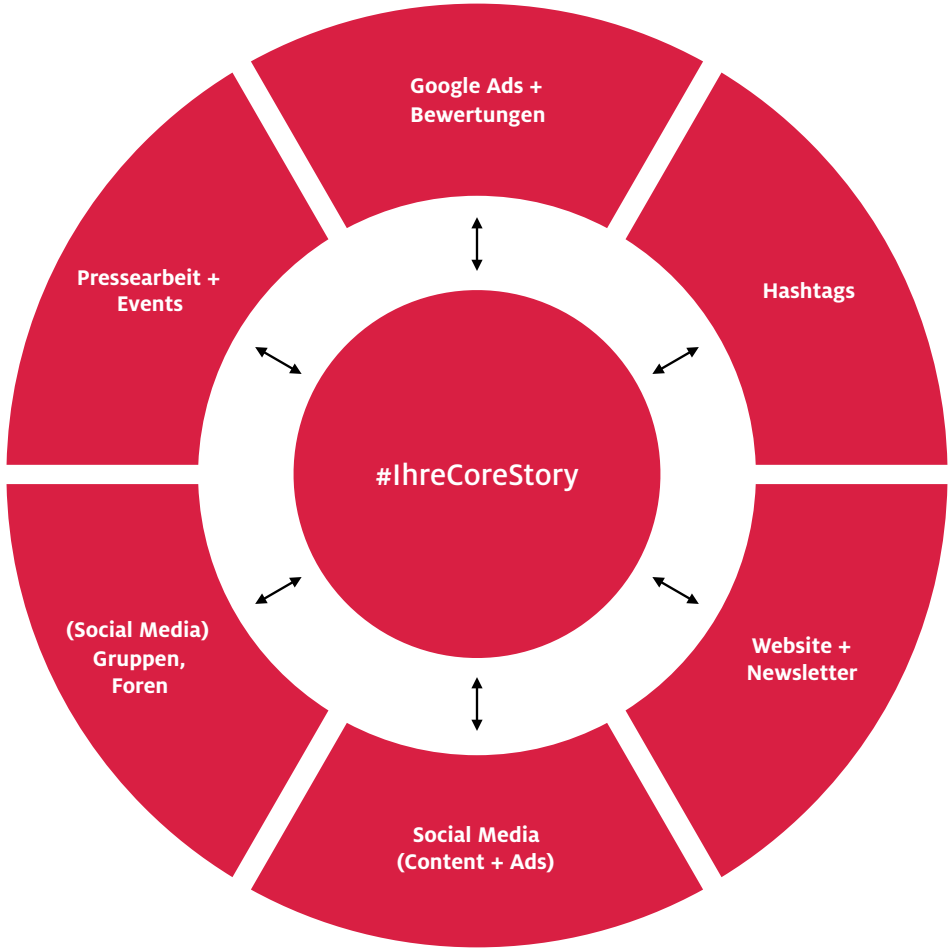 Google Ads +
Bewertungen
Pressearbeit +
Events
Hashtags
#IhreCoreStory
(Social Media)
Gruppen,
Foren
Website +
Newsletter
Social Media
(Content + Ads)